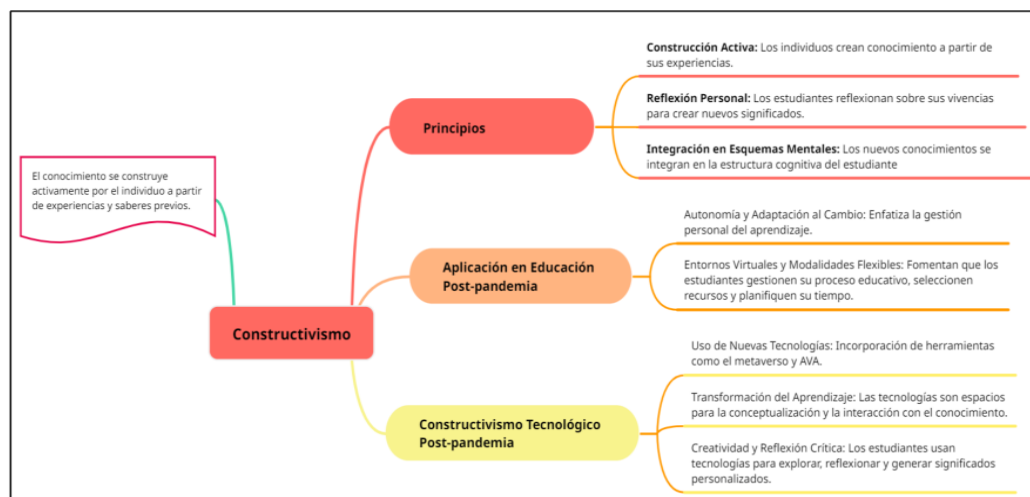 El conocimiento se construye
activamente por el individuo a partir
de experiencias y saberes previos.
Constructivismo
Principios
Construcción Activa: Los individuos crean conocimiento a partir de
sus experiencias.
Reflexión Personal: Los estudiantes reflexionan sobre sus vivencias
para crear nuevos significados.
Integración en Esquemas Mentales: Los nuevos conocimientos se
integran en la estructura cognitiva del estudiante
Aplicación en Educación
Post-pandemia
Autonomía y Adaptación al Cambio: Enfatiza la gestión
personal del aprendizaje.
Entornos Virtuales y Modalidades Flexibles: Fomentan que los
estudiantes gestionen su proceso educativo, seleccionen
recursos y planifiquen su tiempo.
Constructivismo Tecnológico
Post-pandemia
Uso de Nuevas Tecnologías: Incorporación de herramientas
como el metaverso y AVA.
Transformación del Aprendizaje: Las tecnologías son espacios
para la conceptualización y la interacción con el conocimiento.
Creatividad y Reflexión Crítica: Los estudiantes usan
tecnologías para explorar, reflexionar y generar significados
personalizados.